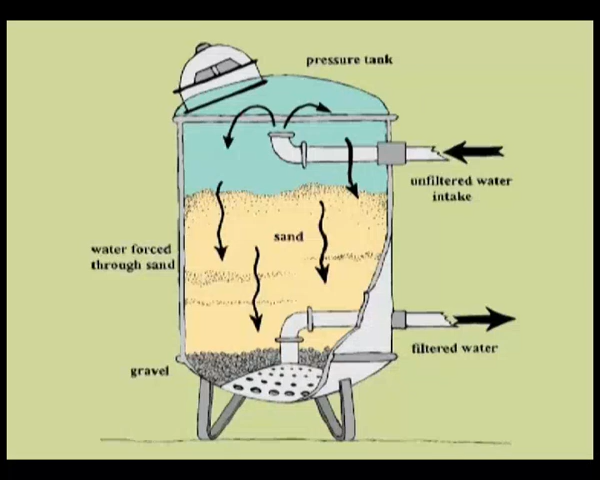 pressure tank
unfiltered water
intake
sand
water forced
through sand
filtered water
gravel